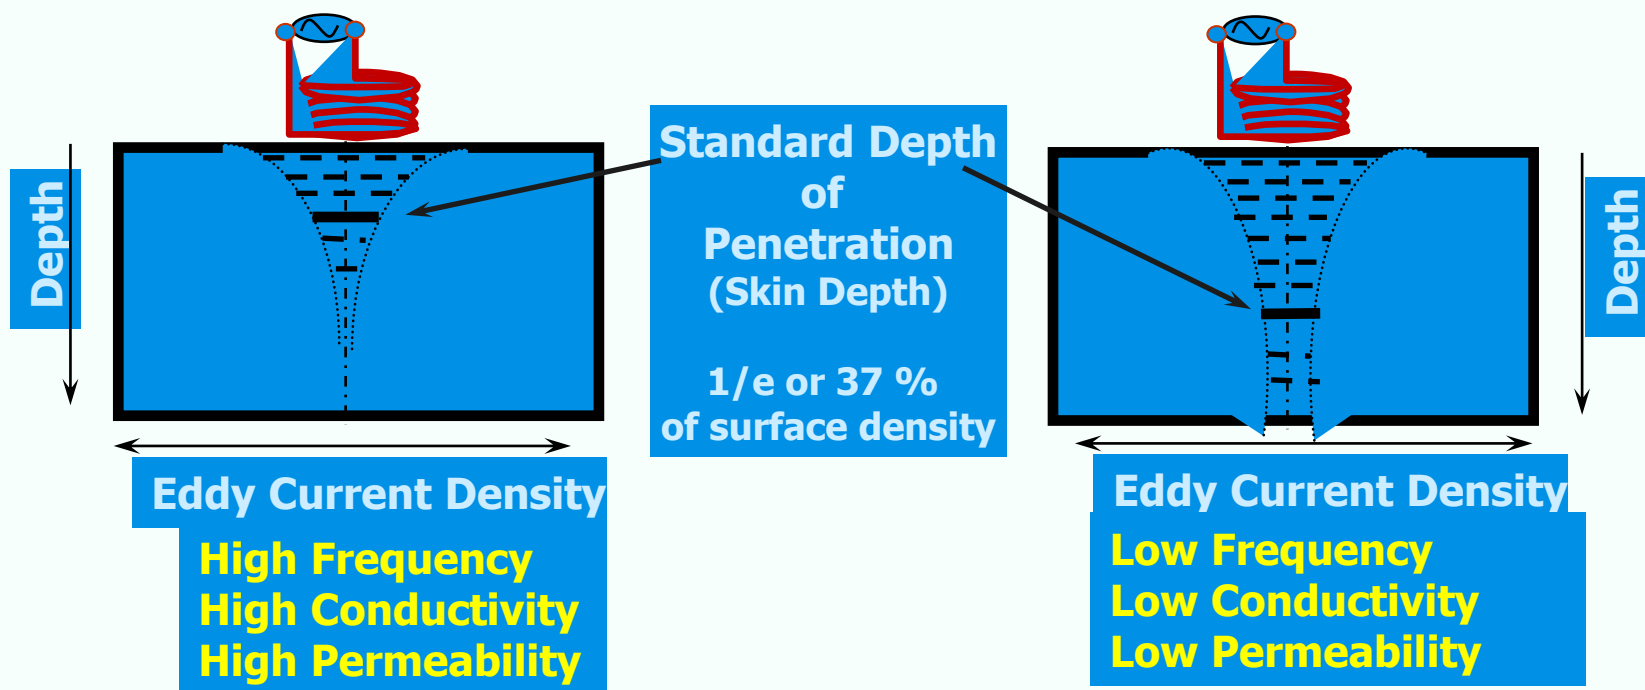 Depth
Standard Depth
of
Penetration
(Skin Depth)
1/e or 37 %
of surface density
Depth
Eddy Current Density
High Frequency
High Conductivity
High Permeability
Eddy Current Density
Low Frequency
Low Conductivity
Low Permeability